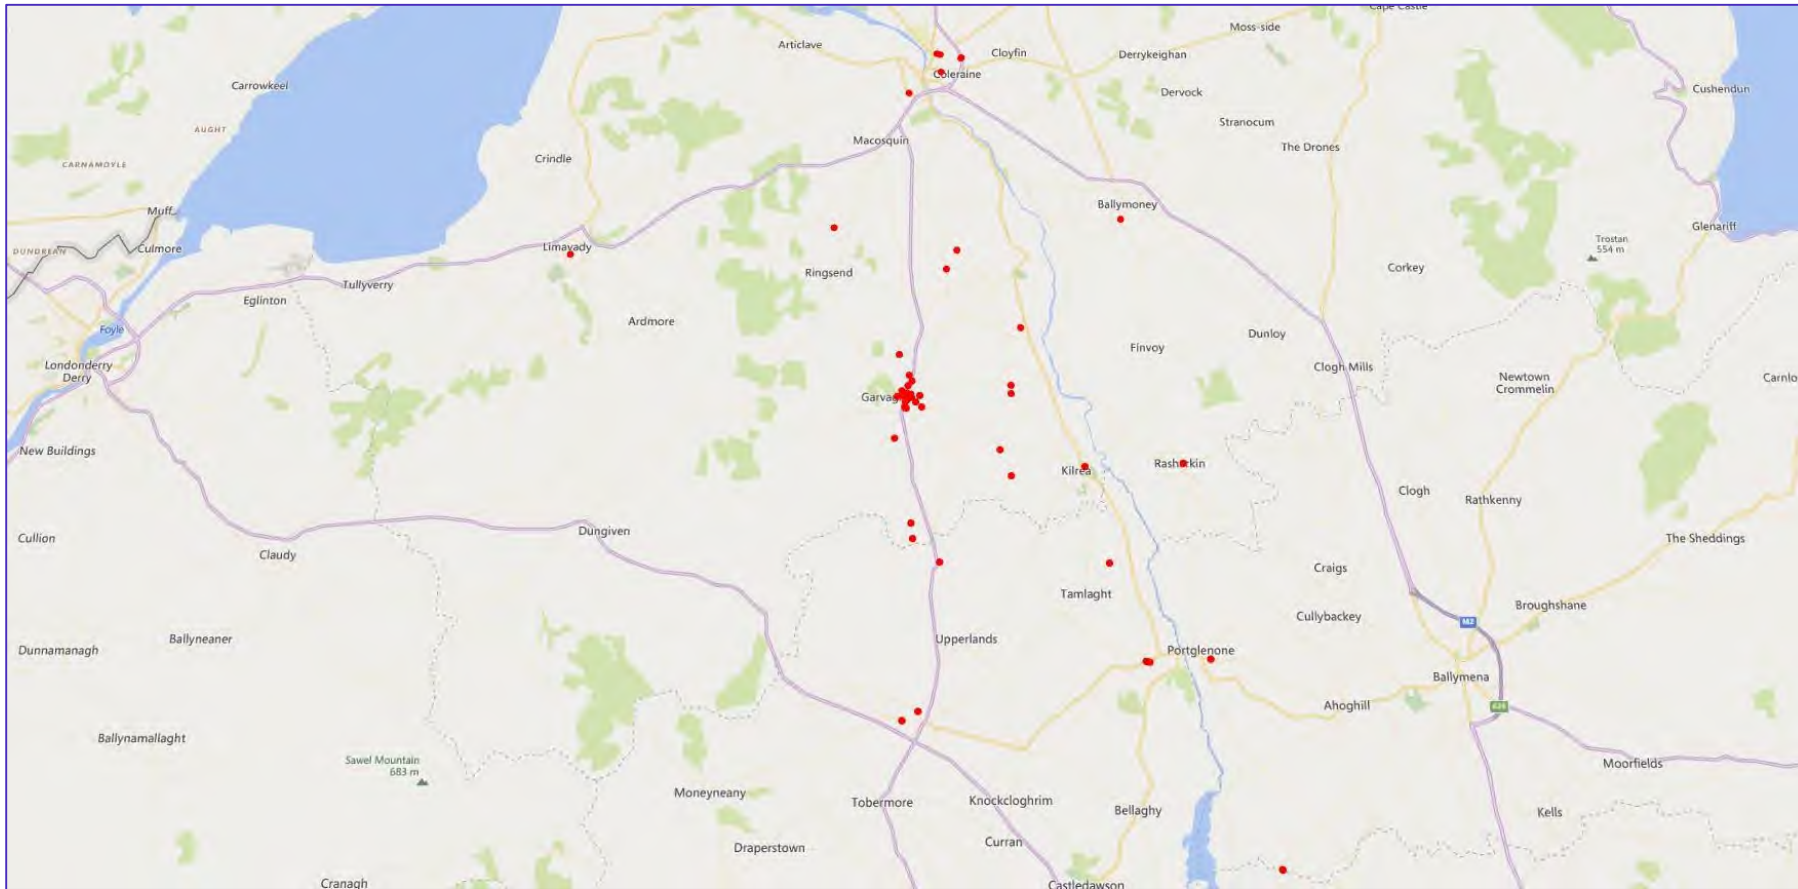 Cape Castle
Moss-side
Articlave
Cloyfin
Derrykeighan
Coleraine
Carrowkeel
Dervock
Cushendun
AUGHT
Stranocum
Macosquin
The Drones
CARNAMOYLE
Crindle
Muff
Ballymoney
Glenariff
DUNDREAN
Culmore
Limavady
Trostan
554 m
Ringsend
Corkey
Tullyverry
Eglinton
Ardmore
Foyle
Dunloy
Finvoy
Londonderry
Derry
Clogh Mills
Newtown
Crommelin
Carnlo
Garvag
New Buildings
Kilrea
Rasharkin
Clogh
Rathkenny
Dungiven
Cullion
Claudy
The Sheddings
Craigs
Tamlaght
Broughshane
Cullybackey
M2
Ballyneaner
Upperlands
Dunnamanagh
Portglenone
Ballymena
Ahoghill
A26
Ballynamallaght
Sawel Mountain
683 m
Moorfields
Moneyneany
Tobermore
Knockcloghrim
Bellaghy
Kells
Curran
Draperstown
Cranagh
Castledawson